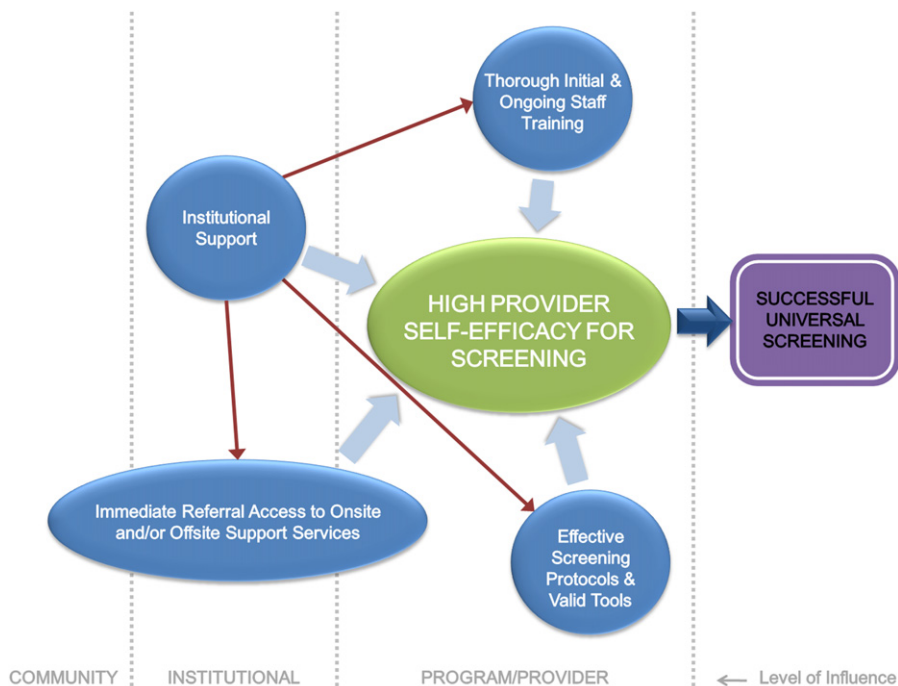 Thorough Initial &
Ongoing Staff
Training
Institutional
Support
HIGH PROVIDER
SELF-EFFICACY FOR
SCREENING
SUCCESSFUL
UNIVERSAL
SCREENING
Immediate Referral Access to Onsite
and/or Offsite Support Services
Effective
Screening
Protocols &
Valid Tools
COMMUNITY
INSTITUTIONAL
PROGRAM/PROVIDER
Level of Influence